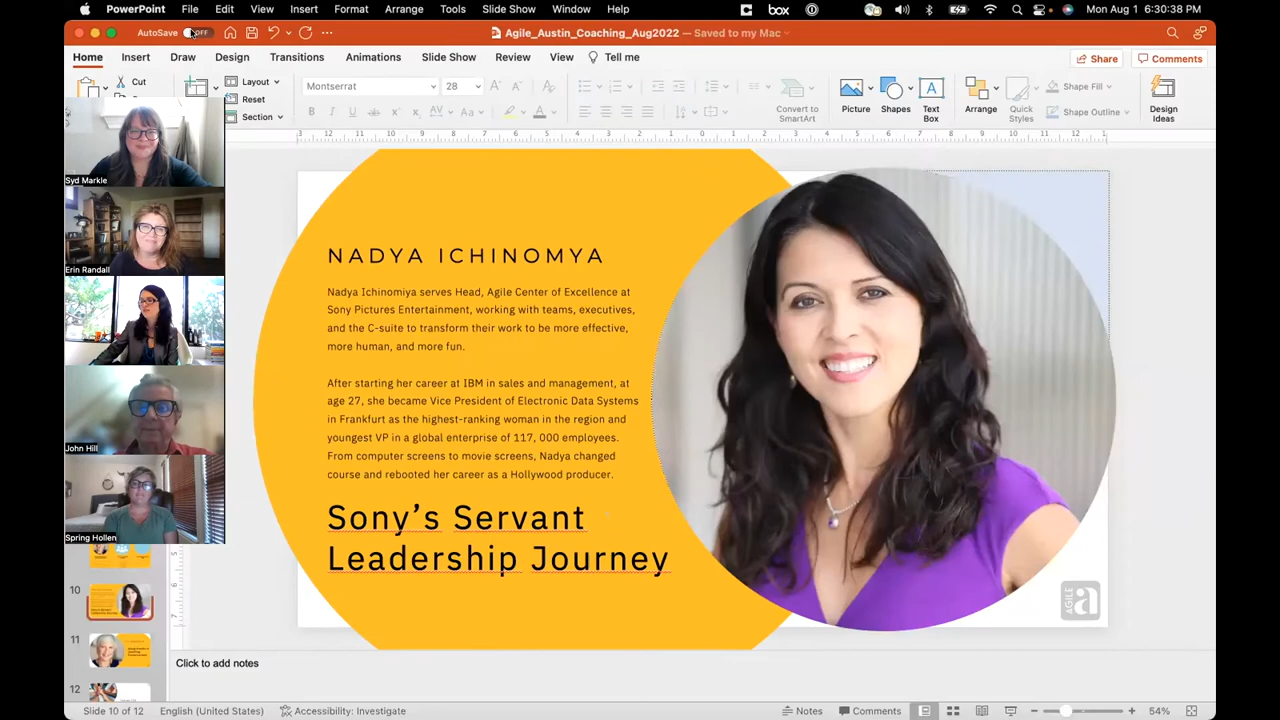 PowerPoint File Edit View Insert Format Arrange Tools Slide Show Window Help box Mon Aug 1 6:30:38 PM
AutoSave OFF Agile_Austin_Coaching_Aug2022 — Saved to my Mac
Home Insert Draw Design Transitions Animations Slide Show Review View Tell me Share Comments
Cut Layout Montserrat 28 Picture Shapes Text Box Arrange Quick Styles Shape Fill Design Ideas
Reset Convert to SmartArt
Section Shape Outline
Syd Markle
Erin Randall
John Hill
Spring Hollen
NADYA ICHINOMYA
Nadya Ichinomiya serves Head, Agile Center of Excellence at
Sony Pictures Entertainment, working with teams, executives,
and the C-suite to transform their work to be more effective,
more human, and more fun.
After starting her career at IBM in sales and management, at
age 27, she became Vice President of Electronic Data Systems
in Frankfurt as the highest-ranking woman in the region and
youngest VP in a global enterprise of 117, 000 employees.
From computer screens to movie screens, Nadya changed
course and rebooted her career as a Hollywood producer.
Sony's Servant
Leadership Journey
AGILE a
10
11
12
Click to add notes
Slide 10 of 12 English (United States) Accessibility: Investigate Notes Comments 54%